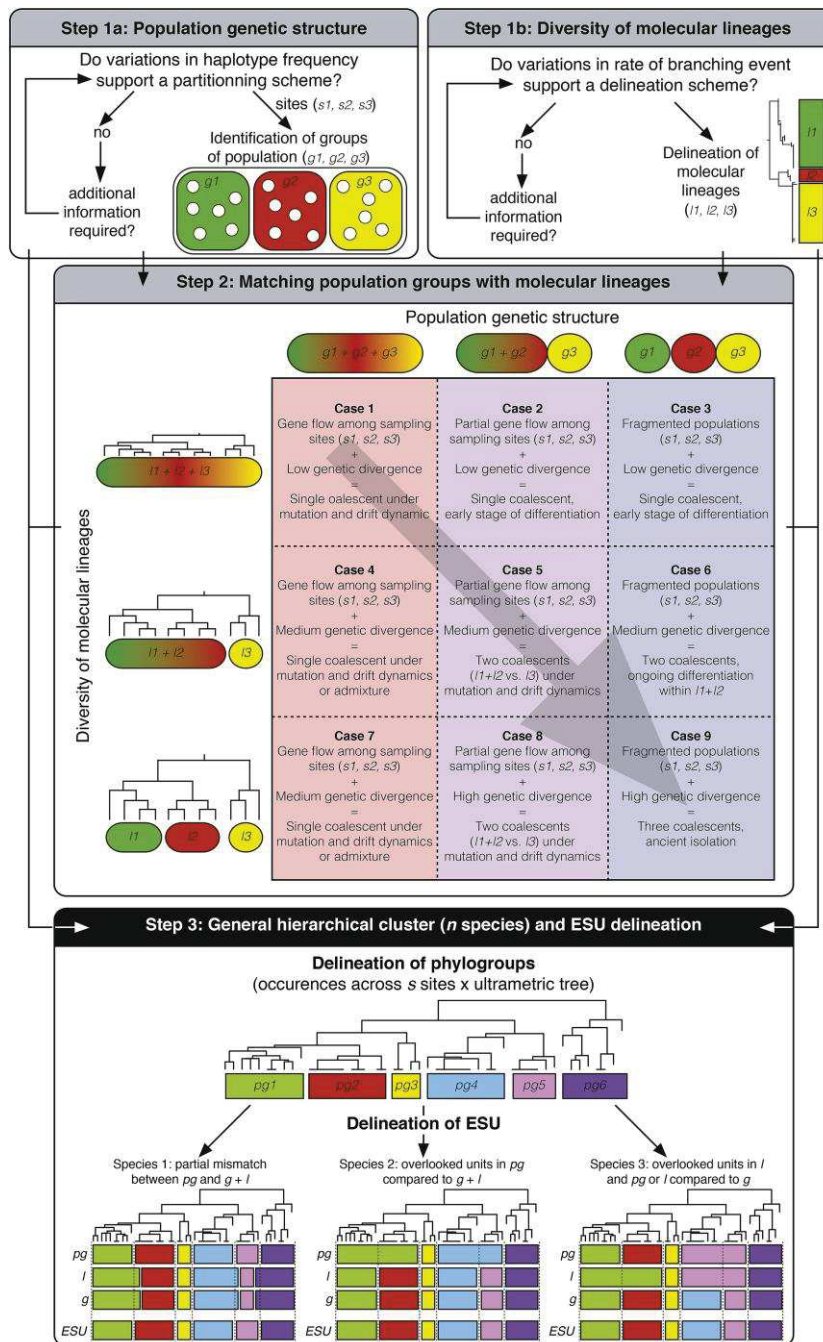 Step 1a: Population genetic structure
Do variations in haplotype frequency
support a partitionning scheme?
sites (s1, s2, s3)
no
Identification of groups
of population (g1, g2, g3)
additional
information
required?
g1
g2
g3
Step 1b: Diversity of molecular lineages
Do variations in rate of branching event
support a delineation scheme?
no
Delineation of
molecular
lineages
(l1, l2, l3)
additional
information
required?
l1
l2
l3
Step 2: Matching population groups with molecular lineages
Population genetic structure
g1 + g2 + g3
g1 + g2
g3
g1
g2
g3
Diversity of molecular lineages
l1 + l2 + l3
Case 1
Gene flow among sampling
sites (s1, s2, s3)
+
Low genetic divergence
=
Single oalescent under
mutation and drift dynamic
Case 2
Partial gene flow among
sampling sites (s1, s2, s3)
+
Low genetic divergence
=
Single coalescent,
early stage of differentiation
Case 3
Fragmented populations
(s1, s2, s3)
+
Low genetic divergence
=
Single coalescent,
early stage of differentiation
l1 + l2
l3
Case 4
Gene flow among sampling
sites (s1, s2, s3)
+
Medium genetic divergence
=
Single coalescent under
mutation and drift dynamics
or admixture
Case 5
Partial gene flow among
sampling sites (s1, s2, s3)
+
Medium genetic divergence
=
Two coalescents
(l1+l2 vs. l3) under
mutation and drift dynamics
Case 6
Fragmented populations
(s1, s2, s3)
+
Medium genetic divergence
=
Two coalescents,
ongoing differentiation
within l1+l2
l1
l2
l3
Case 7
Gene flow among sampling
sites (s1, s2, s3)
+
Medium genetic divergence
=
Single coalescent under
mutation and drift dynamics
or admixture
Case 8
Partial gene flow among
sampling sites (s1, s2, s3)
+
High genetic divergence
=
Two coalescents
(l1+l2 vs. l3) under
mutation and drift dynamics
Case 9
Fragmented populations
(s1, s2, s3)
+
High genetic divergence
=
Three coalescents,
ancient isolation
Step 3: General hierarchical cluster (n species) and ESU delineation
Delineation of phylogroups
(occurences across s sites x ultrametric tree)
pg1
pg2
pg3
pg4
pg5
pg6
Delineation of ESU
Species 1: partial mismatch
between pg and g + l
Species 2: overlooked units in pg
compared to g + l
Species 3: overlooked units in l
and pg or l compared to g
pg
l
g
ESU
pg
l
g
ESU
pg
l
g
ESU